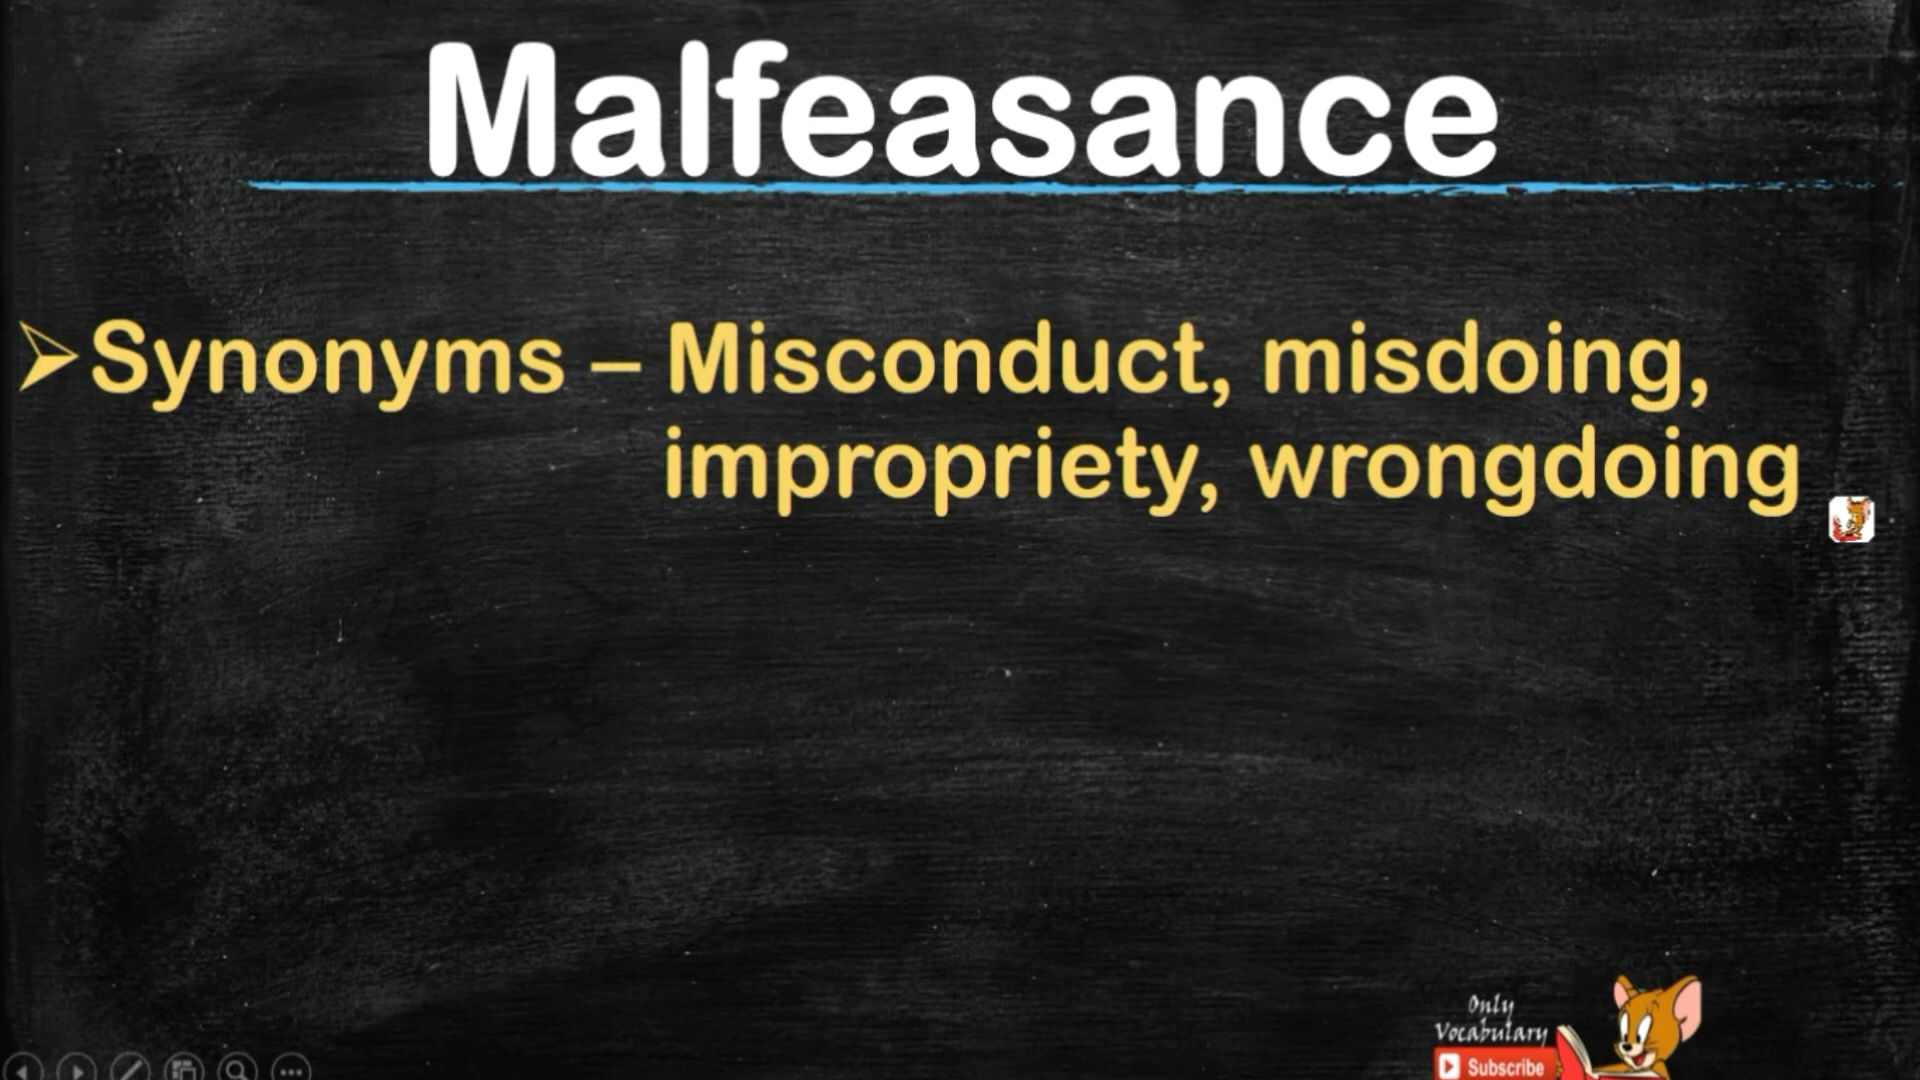 Malfeasance
➢Synonyms – Misconduct, misdoing,
impropriety, wrongdoing
Only
Vocabulary
Subscribe